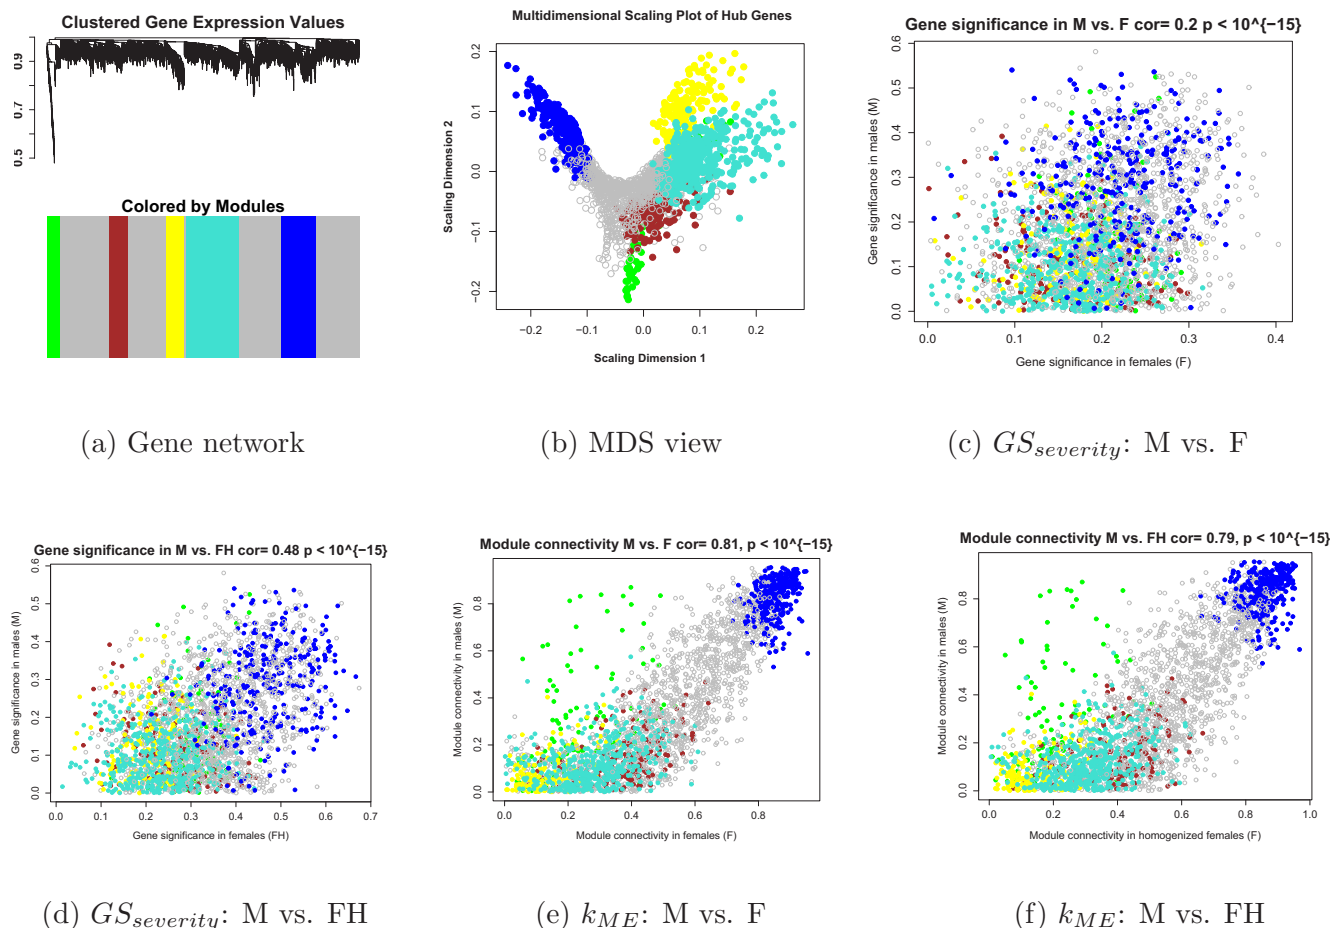 Clustered Gene Expression Values
0.9
0.7
0.5
Colored by Modules
(a) Gene network
Multidimensional Scaling Plot of Hub Genes
Scaling Dimension 2
0.2
0.1
0.0
−0.1
−0.2
−0.2 −0.1 0.0 0.1 0.2
Scaling Dimension 1
(b) MDS view
Gene significance in M vs. F cor= 0.2 p < 10^{−15}
Gene significance in males (M)
0.6
0.5
0.4
0.3
0.2
0.1
0.0
0.0 0.1 0.2 0.3 0.4
Gene significance in females (F)
(c) GSseverity: M vs. F
Gene significance in M vs. FH cor= 0.48 p < 10^{−15}
Gene significance in males (M)
0.6
0.5
0.4
0.3
0.2
0.1
0.0
0.0 0.1 0.2 0.3 0.4 0.5 0.6 0.7
Gene significance in females (FH)
(d) GSseverity: M vs. FH
Module connectivity M vs. F cor= 0.81, p < 10^{−15}
Module connectivity in males (M)
0.8
0.6
0.4
0.2
0.0
0.0 0.2 0.4 0.6 0.8
Module connectivity in females (F)
(e) kME: M vs. F
Module connectivity M vs. FH cor= 0.79, p < 10^{−15}
Module connectivity in males (M)
0.8
0.6
0.4
0.2
0.0
0.0 0.2 0.4 0.6 0.8 1.0
Module connectivity in homogenized females (F)
(f) kME: M vs. FH